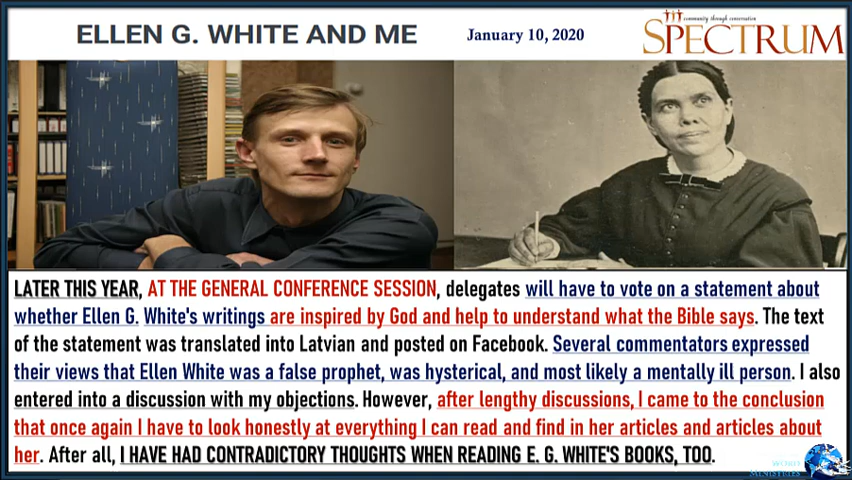 ELLEN G. WHITE AND ME
January 10, 2020
community through conversation
SPECTRUM
LATER THIS YEAR, AT THE GENERAL CONFERENCE SESSION, delegates will have to vote on a statement about
whether Ellen G. White's writings are inspired by God and help to understand what the Bible says. The text
of the statement was translated into Latvian and posted on Facebook. Several commentators expressed
their views that Ellen White was a false prophet, was hysterical, and most likely a mentally ill person. I also
entered into a discussion with my objections. However, after lengthy discussions, I came to the conclusion
that once again I have to look honestly at everything I can read and find in her articles and articles about
her. After all, I HAVE HAD CONTRADICTORY THOUGHTS WHEN READING E. G. WHITE'S BOOKS, TOO.
MINISTRIES